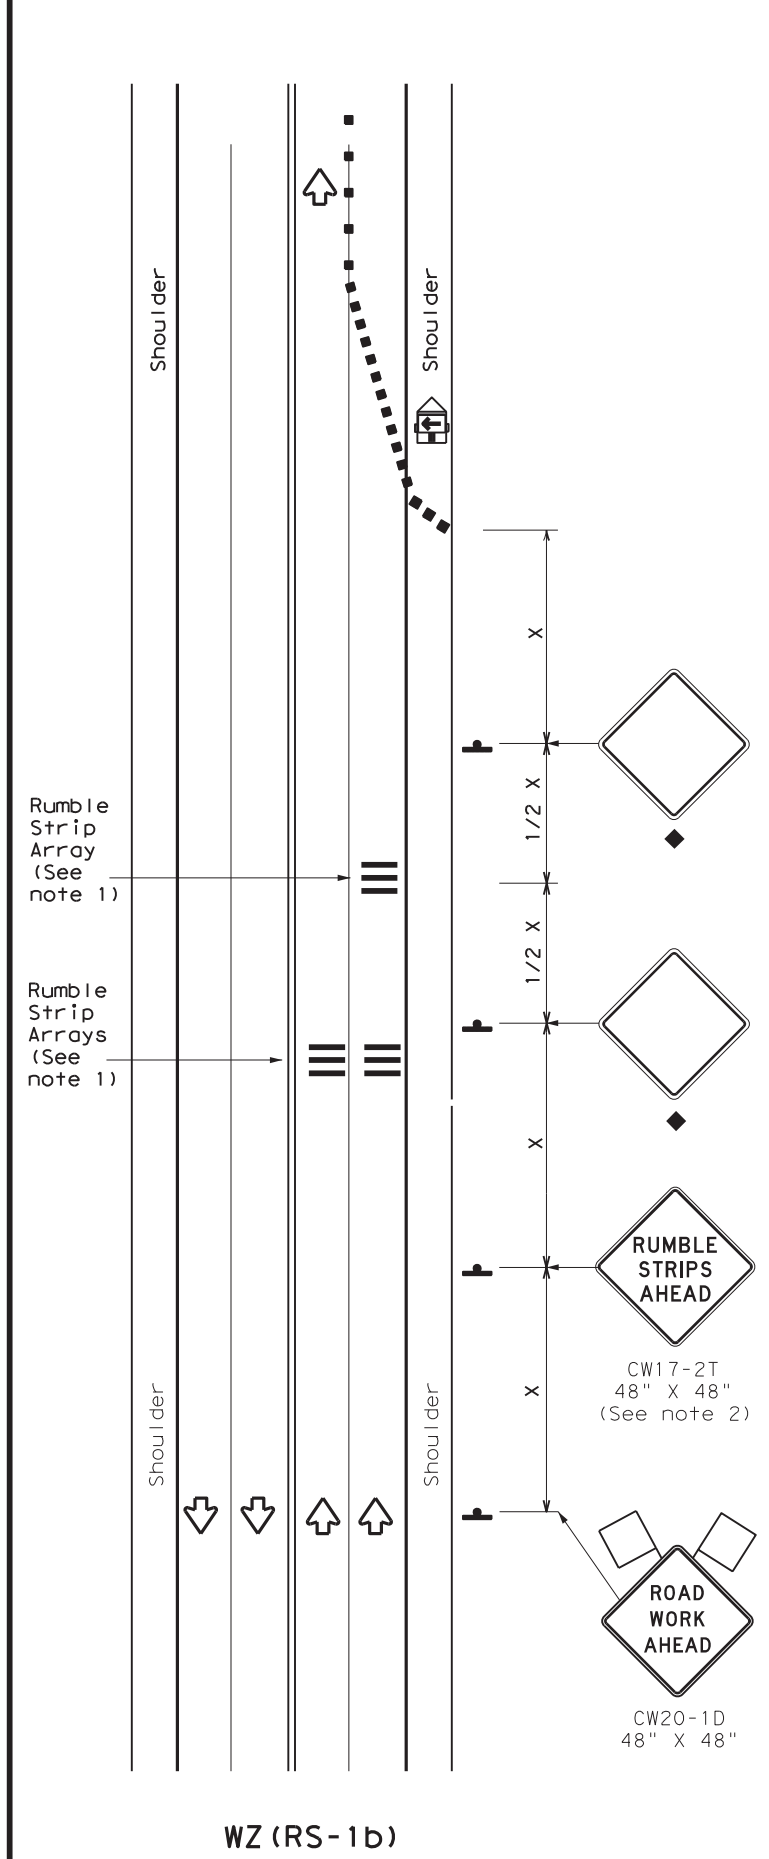 Shoulder
Shoulder
X
1/2 X
Rumble
Strip
Array
(See
note 1)
1/2 X
Rumble
Strip
Arrays
(See
note 1)
X
RUMBLE
STRIPS
AHEAD
CW17-2T
48" X 48"
(See note 2)
X
Shoulder
Shoulder
ROAD
WORK
AHEAD
CW20-1D
48" X 48"
WZ(RS-1b)